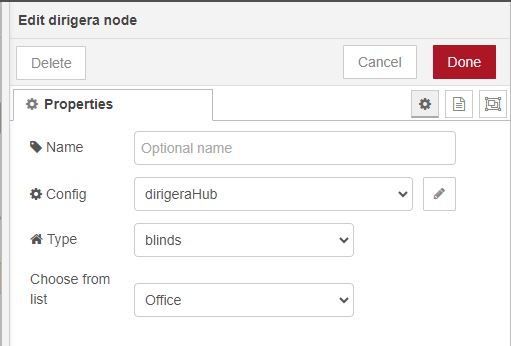 Edit dirigera node
Delete
Cancel
Done
Properties
Name
Optional name
Config
dirigeraHub
Type
blinds
Choose from
list
Office